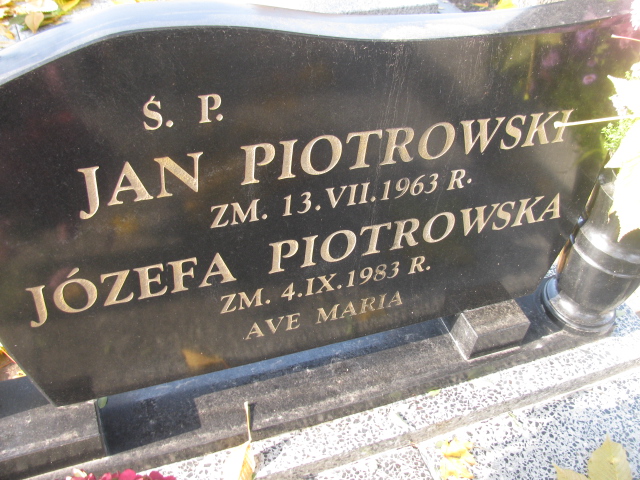 Ś. P.
JAN PIOTROWSKI
ZM. 13.VII.1963 R.
JÓZEFA PIOTROWSKA
ZM. 4.IX.1983 R.
AVE MARIA